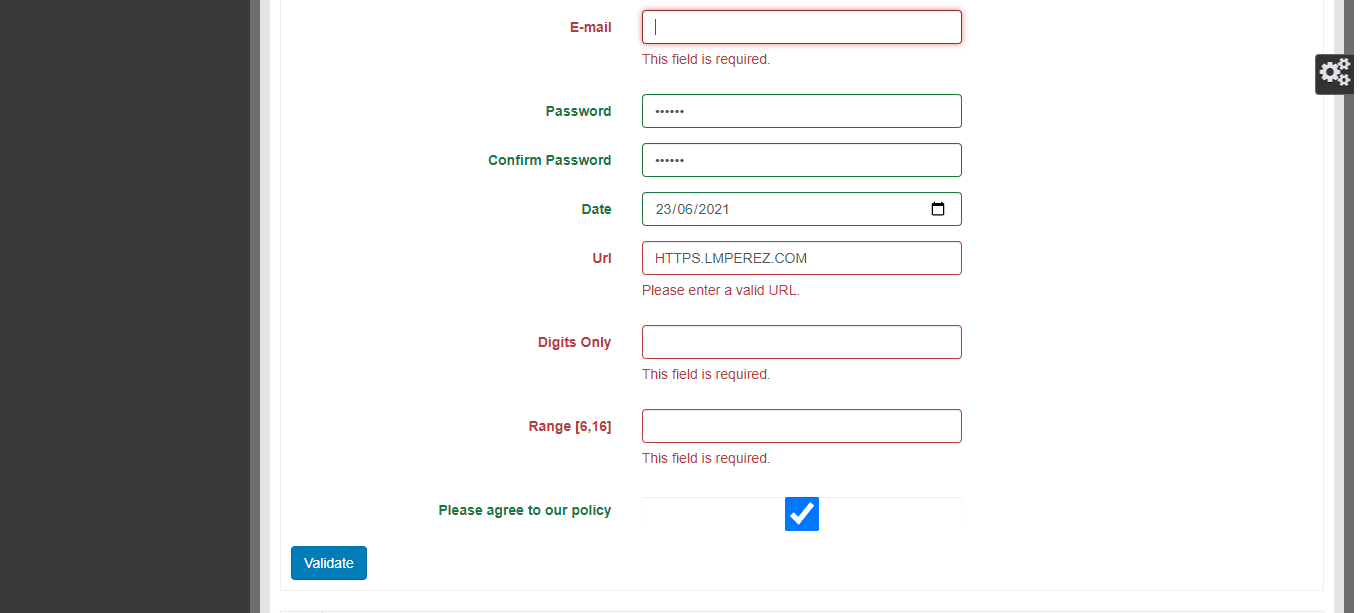 E-mail
This field is required.
Password ••••••
Confirm Password ••••••
Date 23/06/2021
Url HTTPS.LMPEREZ.COM
Please enter a valid URL.
Digits Only
This field is required.
Range [6,16]
This field is required.
Please agree to our policy
Validate